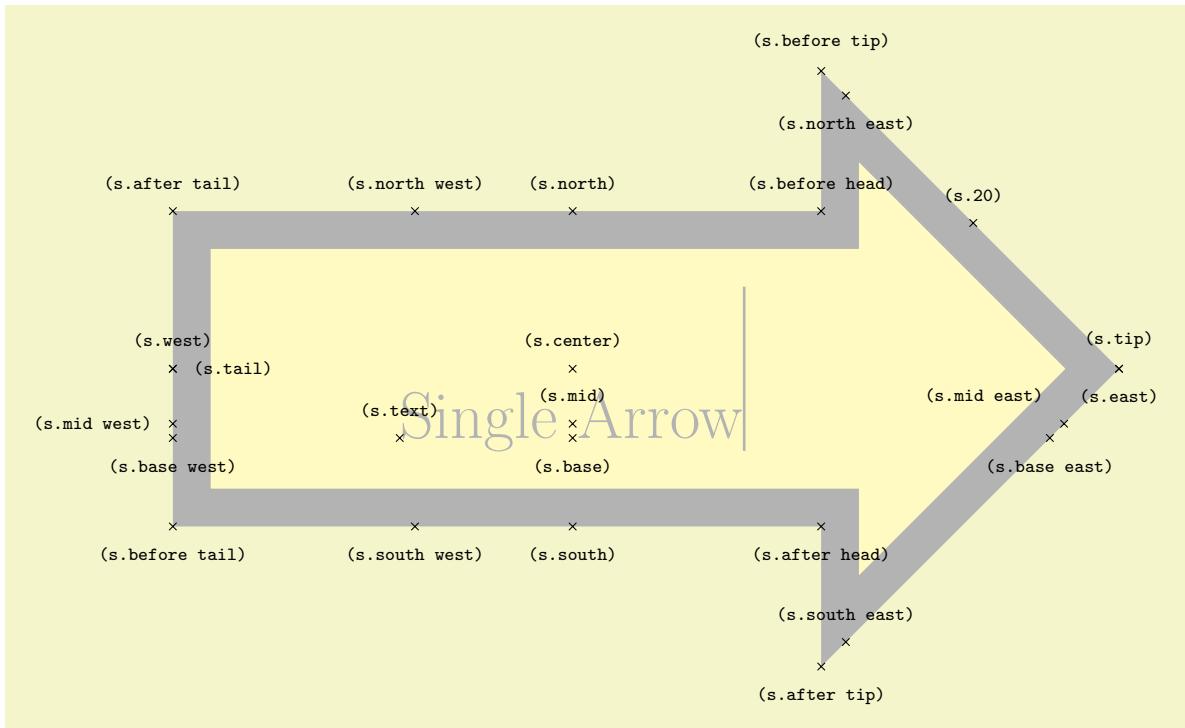 (s.before tip)
(s.north east)
(s.after tail)
(s.north west)
(s.north)
(s.before head)
(s.20)
(s.west)
(s.center)
(s.tip)
(s.tail)
(s.mid)
(s.mid east)
(s.east)
(s.text)
(s.mid west)
Single Arrow
(s.base west)
(s.base)
(s.base east)
(s.before tail)
(s.south west)
(s.south)
(s.after head)
(s.south east)
(s.after tip)